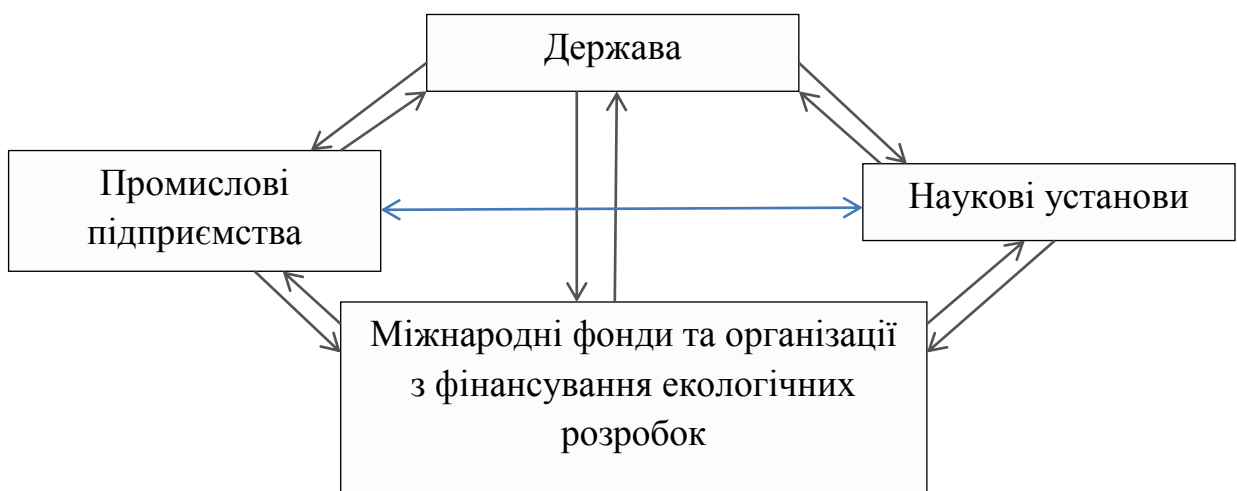 Держава
Промислові
підприємства
Наукові установи
Міжнародні фонди та організації
з фінансування екологічних
розробок